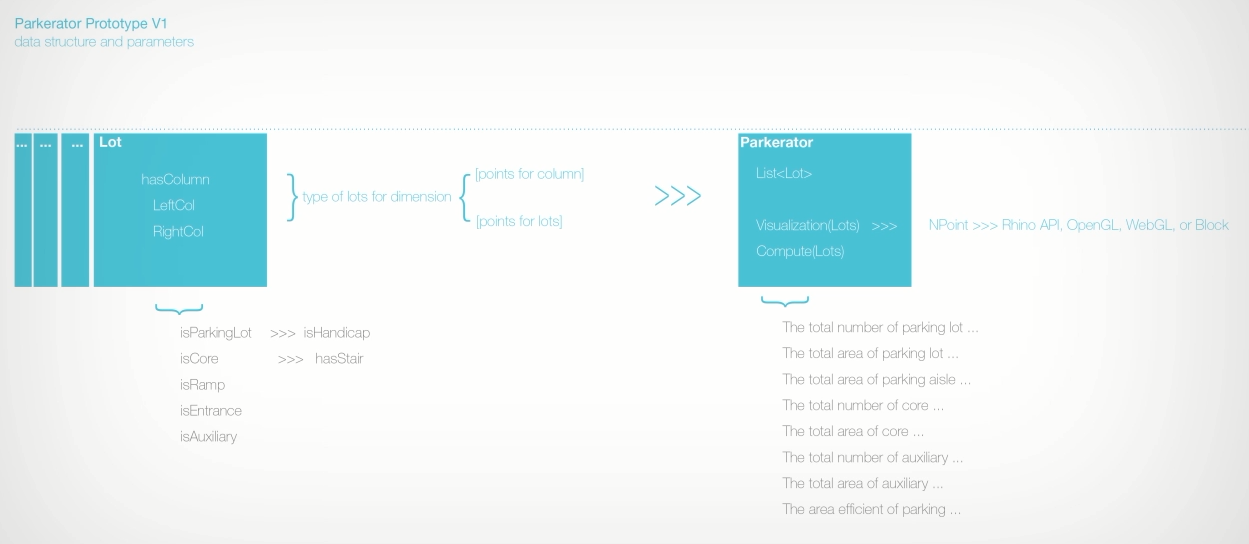 Parkerator Prototype V1
data structure and parameters
... ... ... Lot
hasColumn
LeftCol
RightCol
type of lots for dimension
[points for column]
[points for lots]
>>>
isParkingLot >>> isHandicap
isCore >>> hasStair
isRamp
isEntrance
isAuxiliary
Parkerator
List<Lot>
Visualization(Lots) >>> NPoint >>> Rhino API, OpenGL, WebGL, or Block
Compute(Lots)
The total number of parking lot ...
The total area of parking lot ...
The total area of parking aisle ...
The total number of core ...
The total area of core ...
The total number of auxiliary ...
The total area of auxiliary ...
The area efficient of parking ...